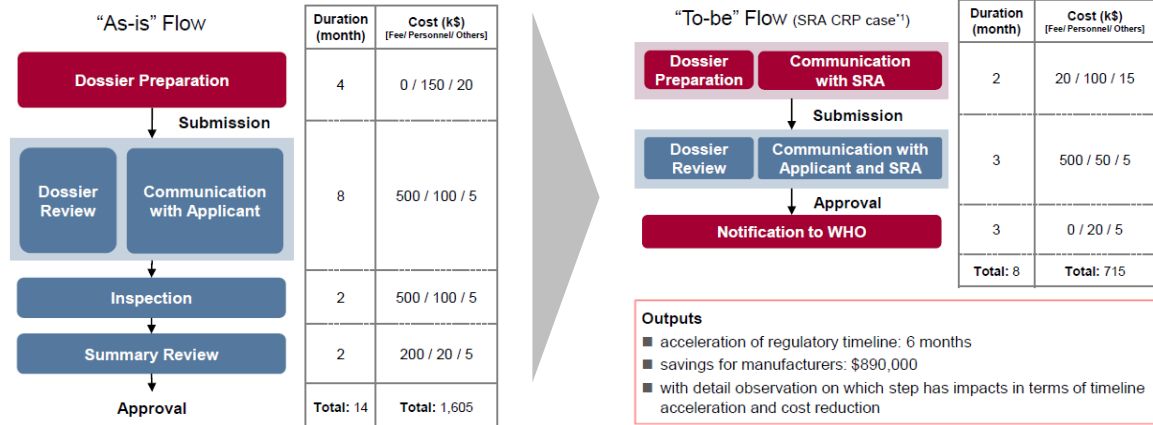 "As-is" Flow
Duration
(month)
Cost (k$)
[Fee/ Personnel/ Others]
Dossier Preparation
4
0 / 150 / 20
Submission
Dossier
Review
Communication
with Applicant
8
500 / 100 / 5
Inspection
2
500 / 100 / 5
Summary Review
2
200 / 20 / 5
Approval
Total: 14
Total: 1,605
"To-be" Flow (SRA CRP case*1)
Duration
(month)
Cost (k$)
[Fee/ Personnel/ Others]
Dossier
Preparation
Communication
with SRA
2
20 / 100 / 15
Submission
Dossier
Review
Communication with
Applicant and SRA
3
500 / 50 / 5
Approval
Notification to WHO
3
0 / 20 / 5
Total: 8
Total: 715
Outputs
■ acceleration of regulatory timeline: 6 months
■ savings for manufacturers: $890,000
■ with detail observation on which step has impacts in terms of timeline
acceleration and cost reduction